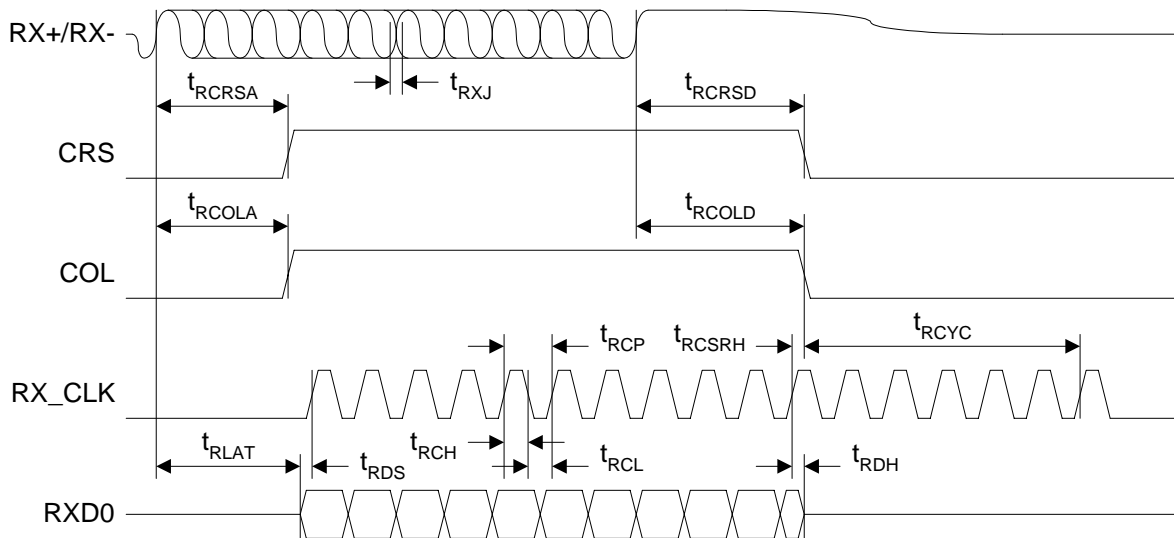 RX+/RX-
tRXJ
tRCRSA
tRCRSD
CRS
tRCOLA
tRCOLD
COL
tRCP
tRCSRH
tRCYC
RX_CLK
tRLAT
tRDS
tRCH
tRCL
tRDH
RXD0